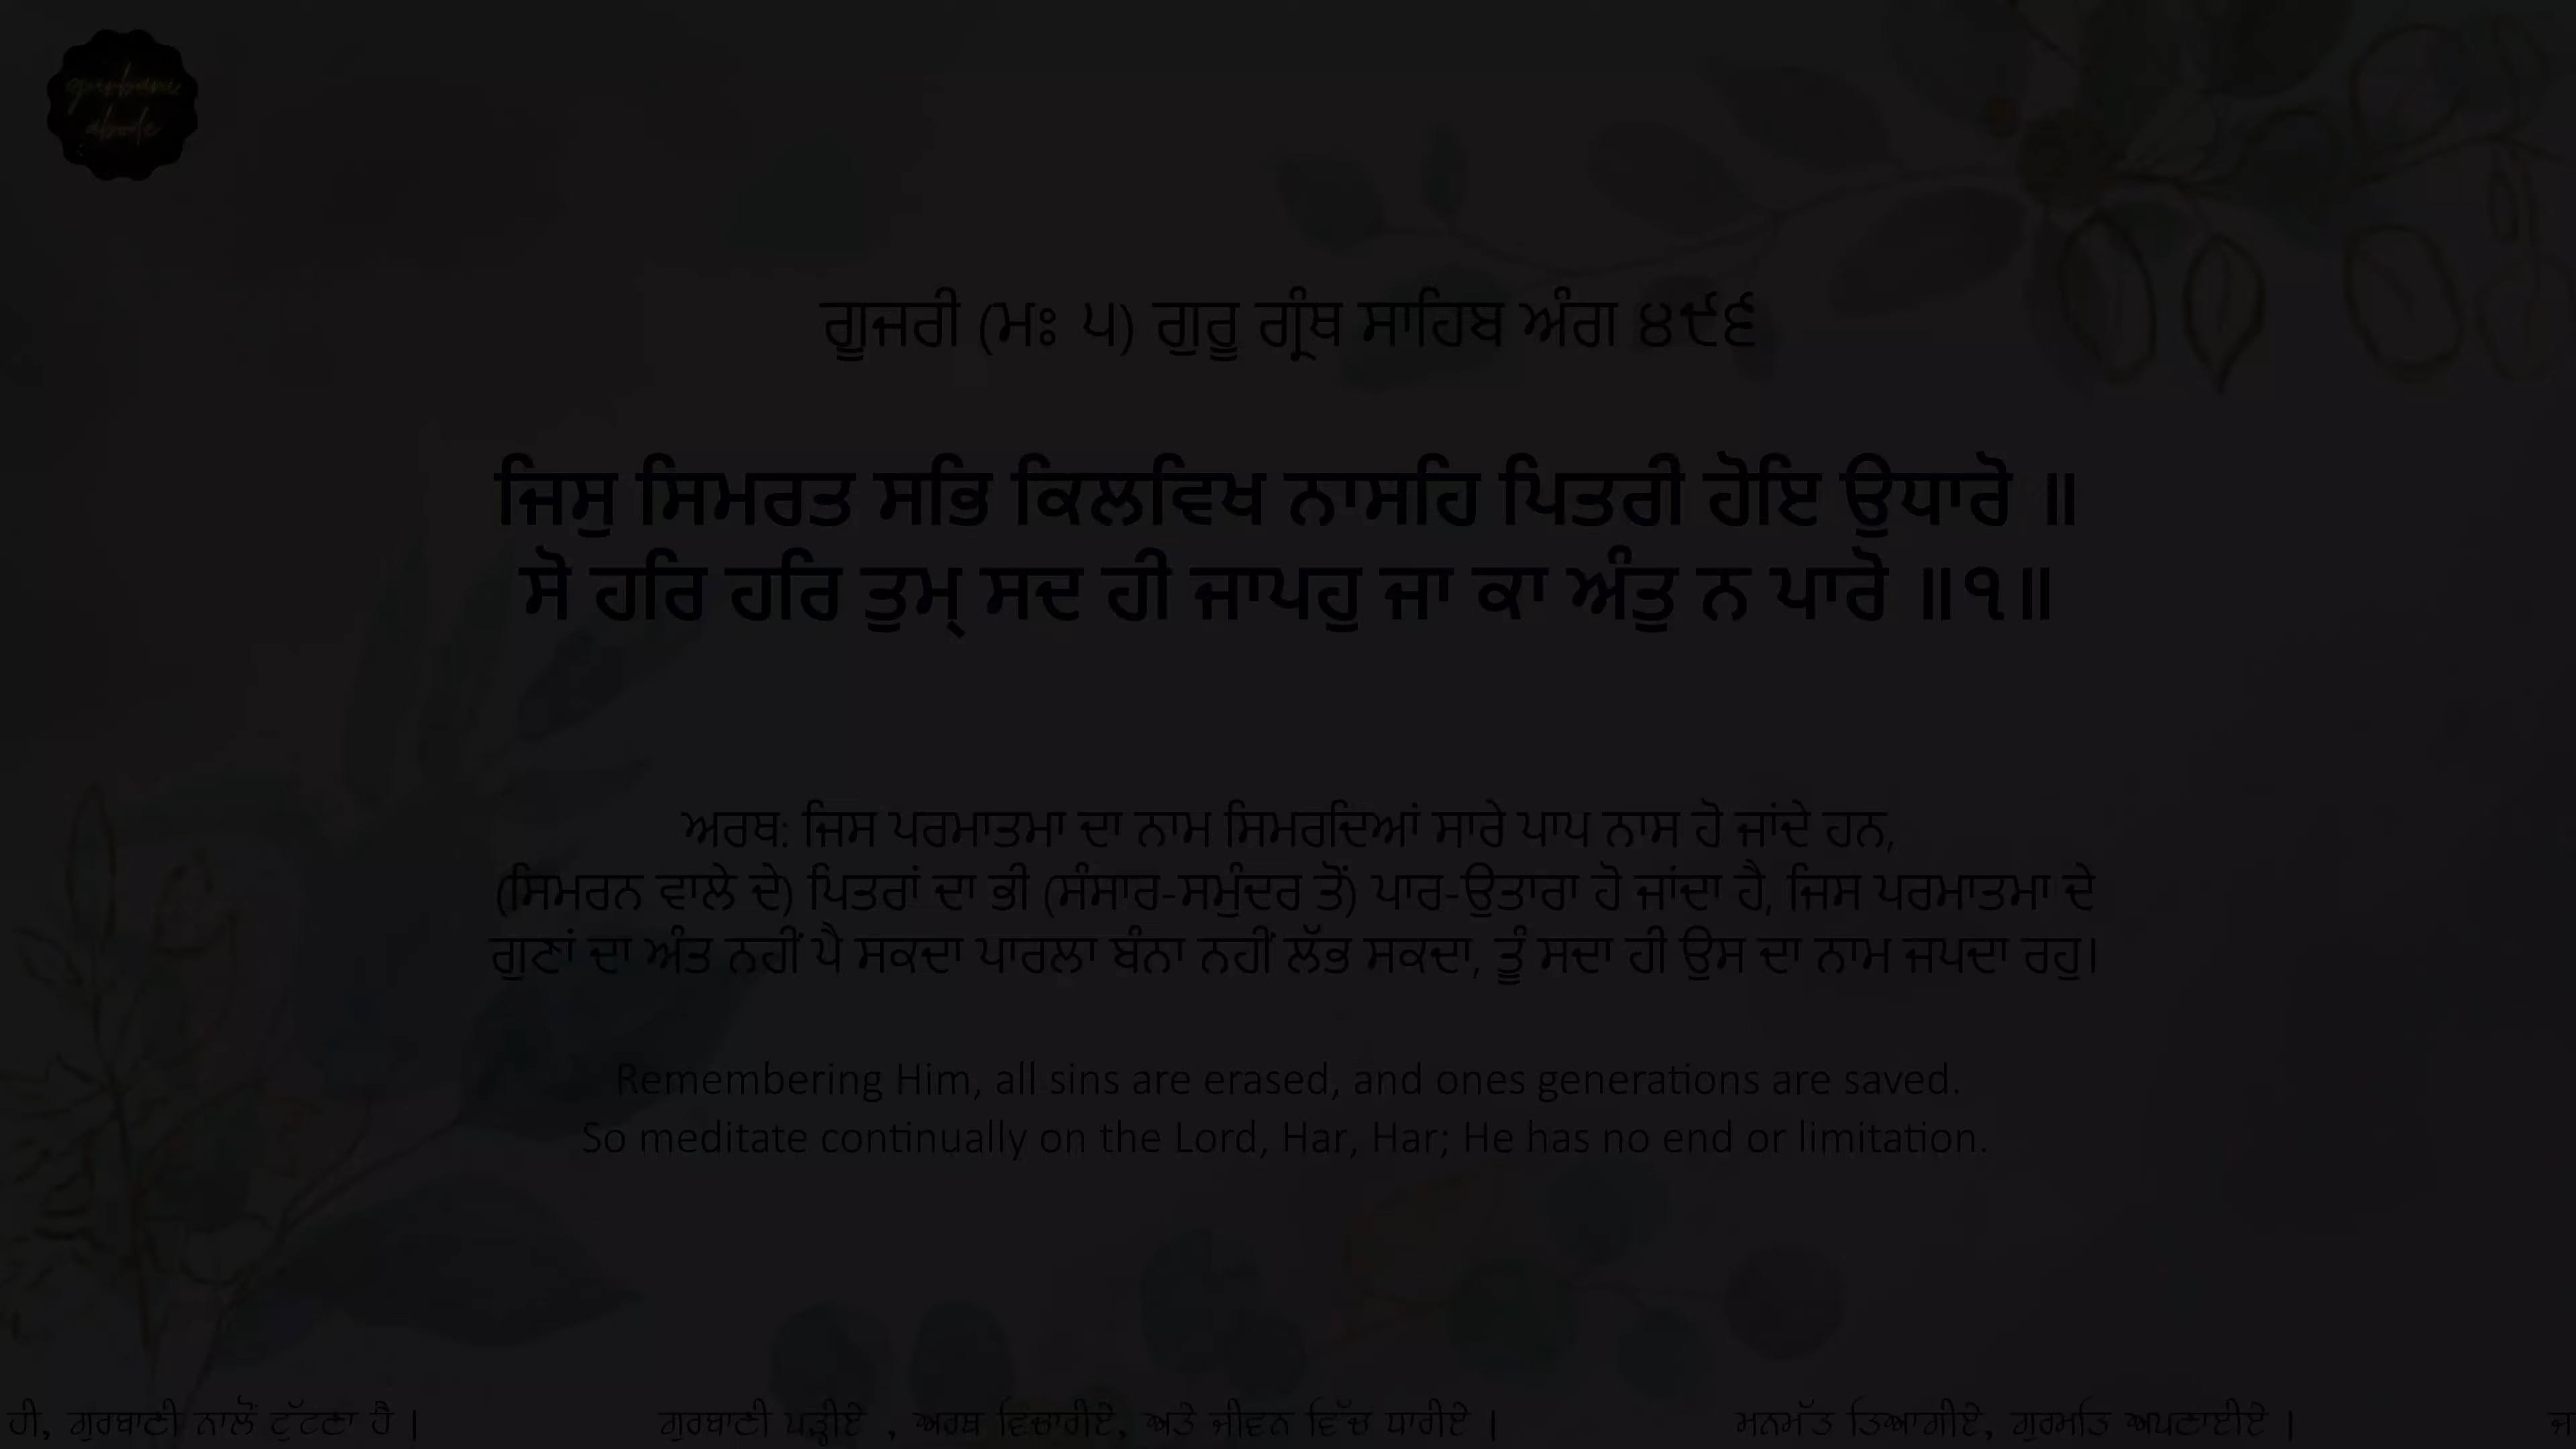 gurbani
abode
ਗੂਜਰੀ (ਮਃ ੫) ਗੁਰੂ ਗ੍ਰੰਥ ਸਾਹਿਬ ਅੰਗ ੪੯੬
ਜਿਸੁ ਸਿਮਰਤ ਸਭਿ ਕਿਲਵਿਖ ਨਾਸਹਿ ਪਿਤਰੀ ਹੋਇ ਉਧਾਰੋ ॥
ਸੋ ਹਰਿ ਹਰਿ ਤੁਮ੍ ਸਦ ਹੀ ਜਾਪਹੁ ਜਾ ਕਾ ਅੰਤੁ ਨ ਪਾਰੋ ॥੧॥
ਅਰਥ: ਜਿਸ ਪਰਮਾਤਮਾ ਦਾ ਨਾਮ ਸਿਮਰਦਿਆਂ ਸਾਰੇ ਪਾਪ ਨਾਸ ਹੋ ਜਾਂਦੇ ਹਨ,
(ਸਿਮਰਨ ਵਾਲੇ ਦੇ) ਪਿਤਰਾਂ ਦਾ ਭੀ (ਸੰਸਾਰ-ਸਮੁੰਦਰ ਤੋਂ) ਪਾਰ-ਉਤਾਰਾ ਹੋ ਜਾਂਦਾ ਹੈ, ਜਿਸ ਪਰਮਾਤਮਾ ਦੇ
ਗੁਣਾਂ ਦਾ ਅੰਤ ਨਹੀਂ ਪੈ ਸਕਦਾ ਪਾਰਲਾ ਬੰਨਾ ਨਹੀਂ ਲੱਭ ਸਕਦਾ, ਤੂੰ ਸਦਾ ਹੀ ਉਸ ਦਾ ਨਾਮ ਜਪਦਾ ਰਹੁ।
Remembering Him, all sins are erased, and ones generations are saved.
So meditate continually on the Lord, Har, Har; He has no end or limitation.
ਹੀ, ਗੁਰਬਾਣੀ ਨਾਲੋਂ ਟੁੱਟਣਾ ਹੈ | ਗੁਰਬਾਣੀ ਪੜ੍ਹੀਏ , ਅਰਥ ਵਿਚਾਰੀਏ, ਅਤੇ ਜੀਵਨ ਵਿੱਚ ਧਾਰੀਏ | ਮਨਮੱਤ ਤਿਆਗੀਏ, ਗੁਰਮਤਿ ਅਪਣਾਈਏ |